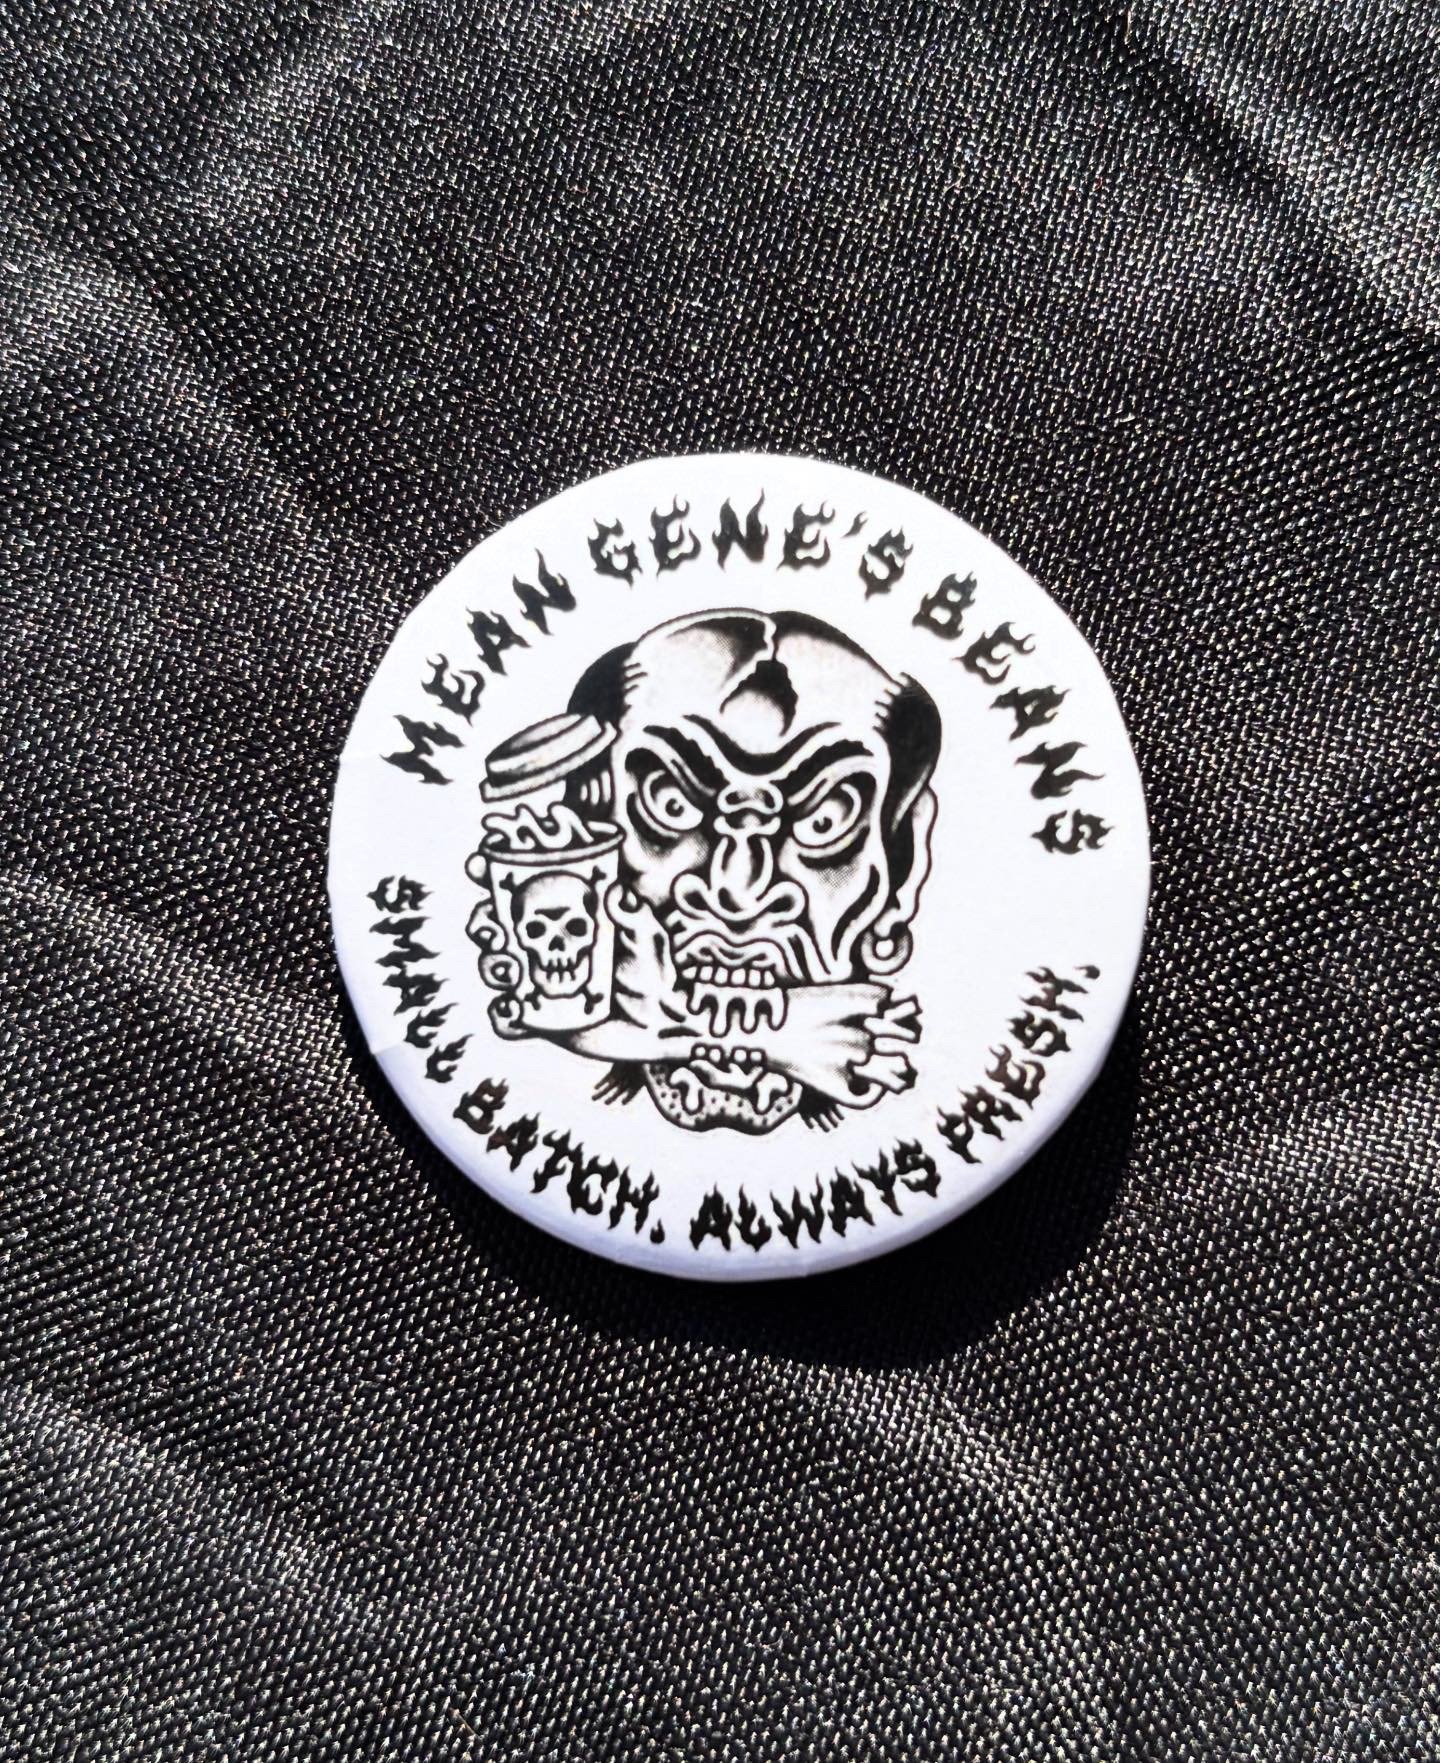 MEAN GENE'S BEANS
SMALL BATCH. ALWAYS FRESH.